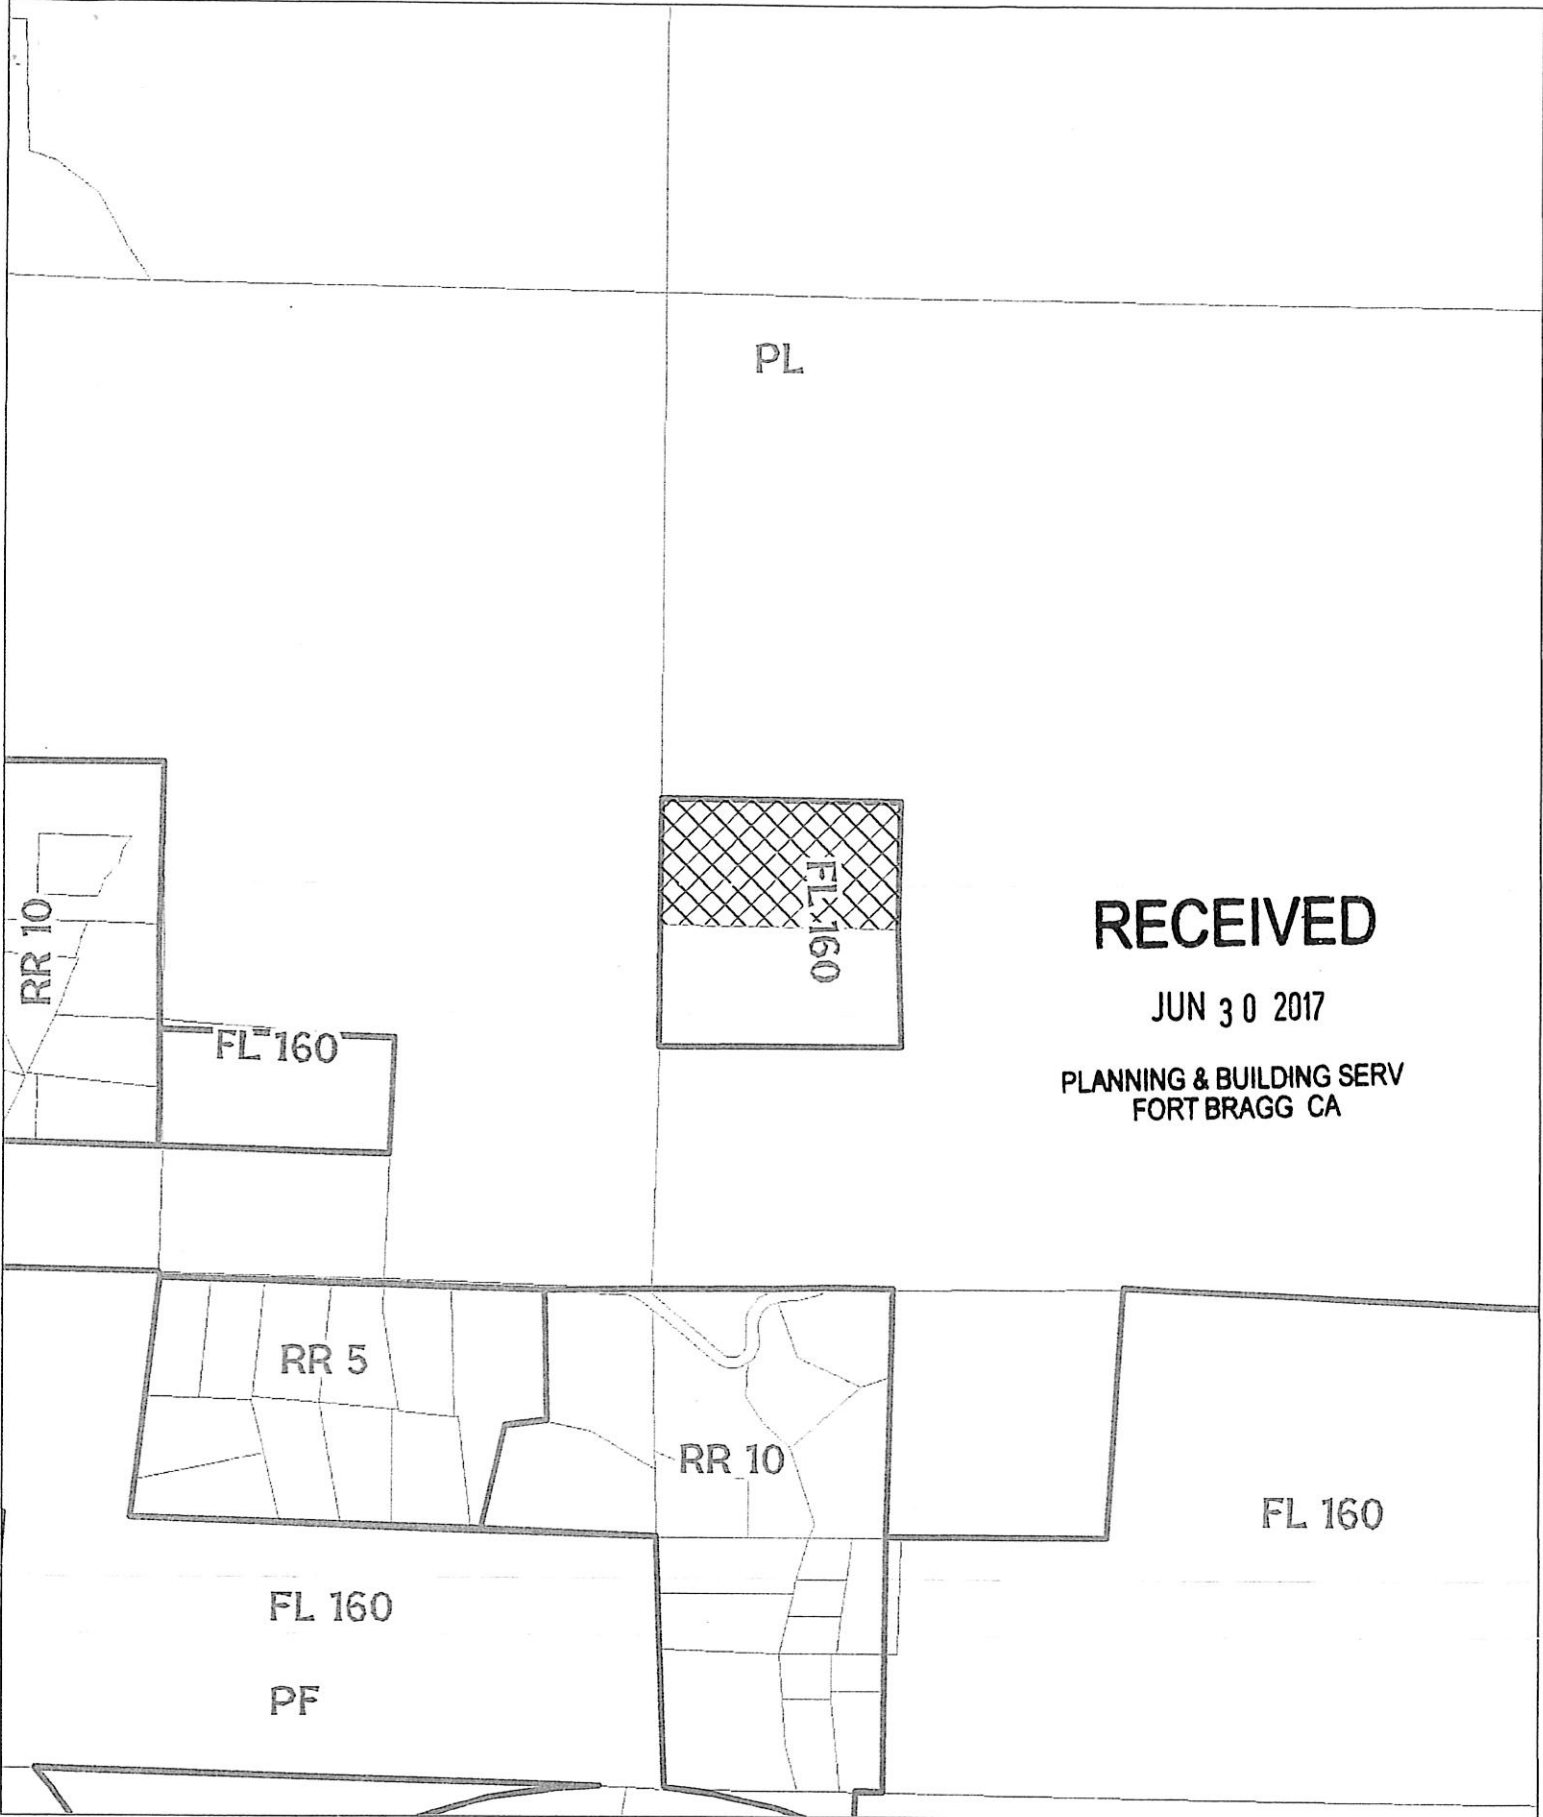 PL
FL 160
RR 10
FL 160
RECEIVED
JUN 30 2017
PLANNING & BUILDING SERV
FORT BRAGG CA
RR 5
RR 10
FL 160
FL 160
PF